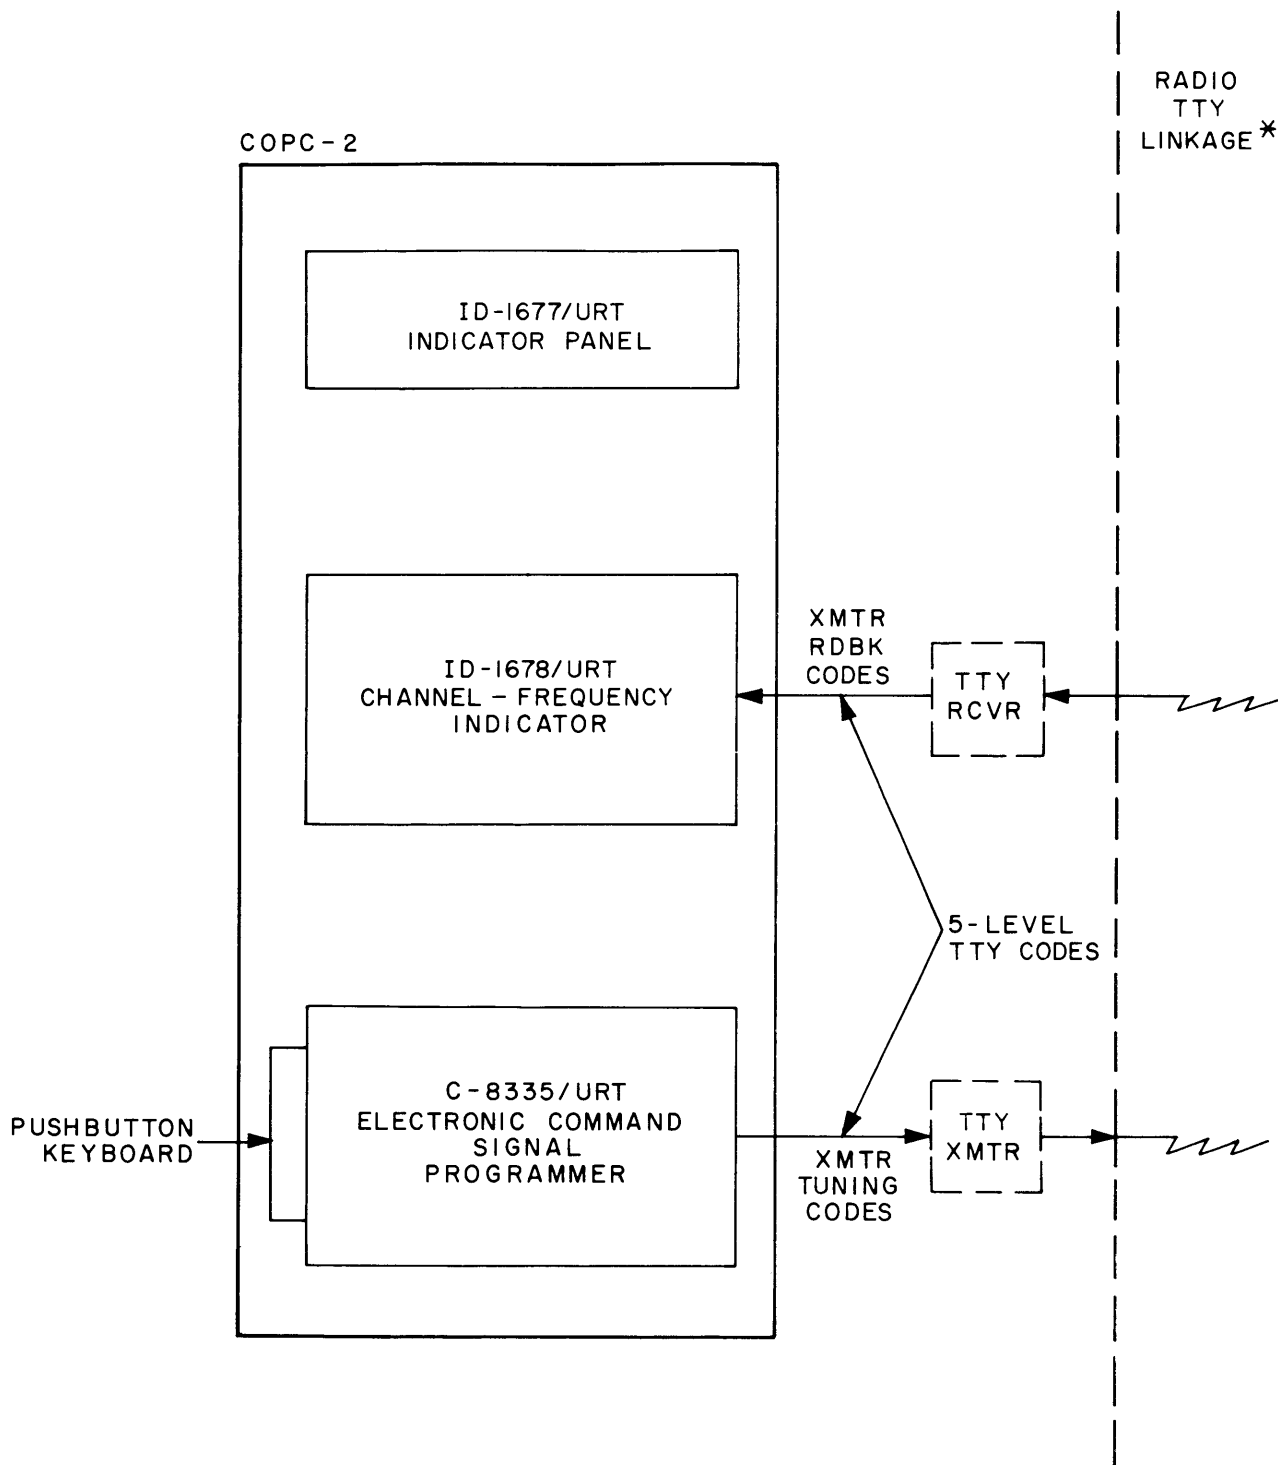 RADIO
TTY
LINKAGE*
COPC-2
ID-1677/URT
INDICATOR PANEL
XMTR
RDBK
CODES
ID-1678/URT
CHANNEL-FREQUENCY
INDICATOR
TTY
RCVR
5-LEVEL
TTY CODES
C-8335/URT
ELECTRONIC COMMAND
SIGNAL
PROGRAMMER
PUSHBUTTON
KEYBOARD
TTY
XMTR
XMTR
TUNING
CODES